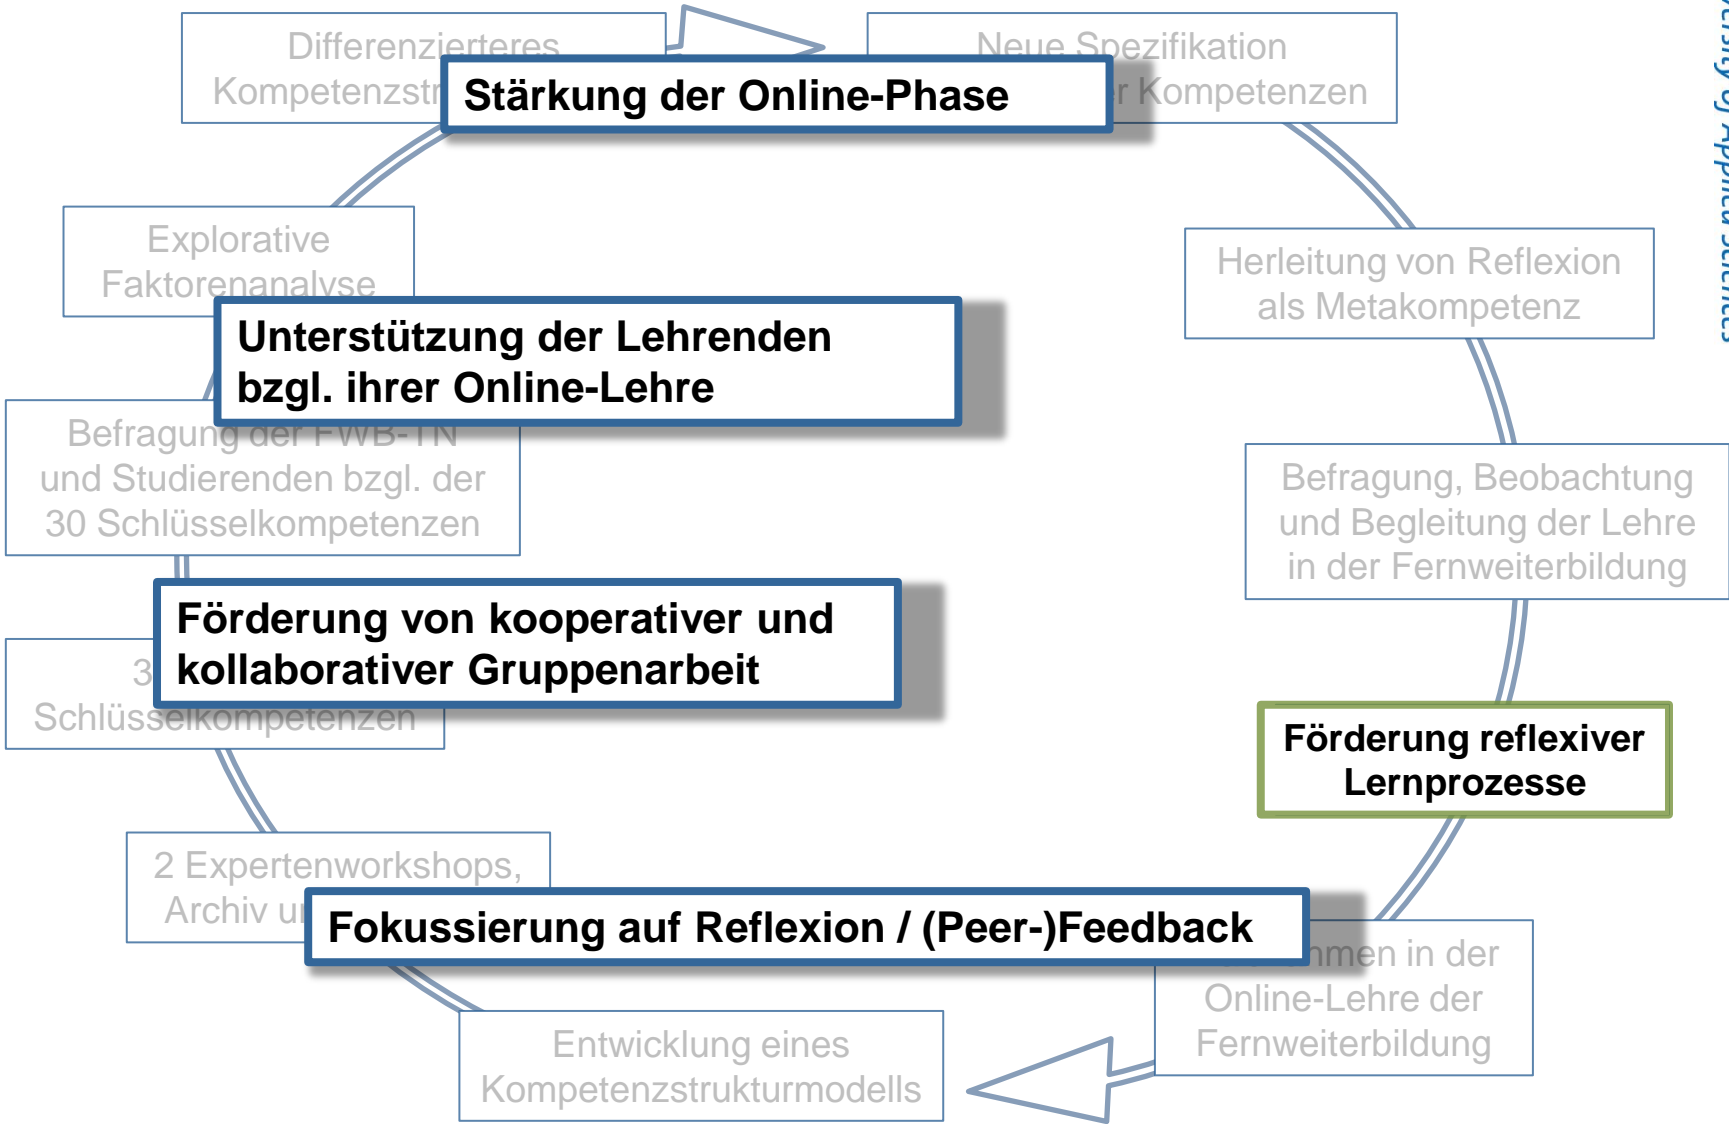 Differenzierteres
Neue Spezifikation
Kompetenzen
Stärkung der Online-Phase
Explorative
Faktorenanalyse
Herleitung von Reflexion
als Metakompetenz
Unterstützung der Lehrenden
bzgl. ihrer Online-Lehre
Befragung der FWB-TN
und Studierenden bzgl. der
30 Schlüsselkompetenzen
Befragung, Beobachtung
und Begleitung der Lehre
in der Fernweiterbildung
Förderung von kooperativer und
kollaborativer Gruppenarbeit
Schlüsselkompetenzen
Förderung reflexiver
Lernprozesse
2 Expertenworkshops,
Archiv
Fokussierung auf Reflexion / (Peer-)Feedback
in der
Online-Lehre der
Fernweiterbildung
Entwicklung eines
Kompetenzstrukturmodells
of Applied Sciences